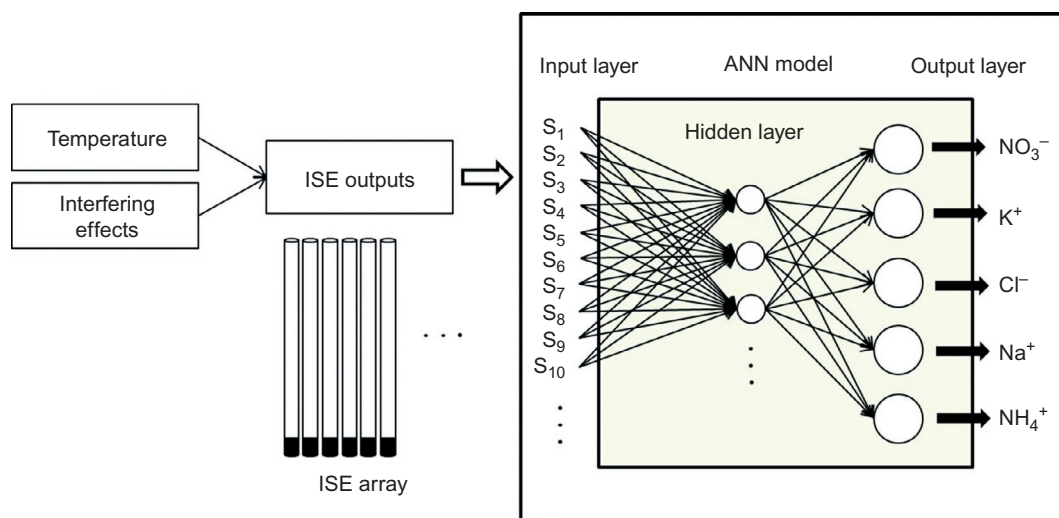 Input layer
ANN model
Output layer
Temperature
Interfering
effects
ISE outputs
ISE array
. . .
Hidden layer
S₁
S₂
S₃
S₄
S₅
S₆
S₇
S₈
S₉
S₁₀
NO₃⁻
K⁺
Cl⁻
Na⁺
NH₄⁺